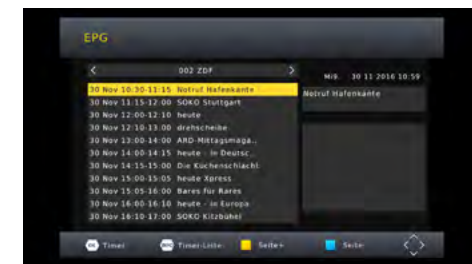 EPG
< 002 ZDF >
30 11 2016 10:59
30 Nov 10:30-11:15 Notruf Hafenkante
Notruf Hafenkante
30 Nov 11:15-12:00 SOKO Stuttgart
30 Nov 12:00-12:10 heute
30 Nov 12:10-13:00 drehscheibe
30 Nov 13:00-14:00 ARD-Mittagsmaga..
30 Nov 14:00-14:15 heute - in Deutsc..
30 Nov 14:15-15:00 Die Küchenschlacht
30 Nov 15:00-15:05 heute Xpress
30 Nov 15:05-16:00 Bares für Rares
30 Nov 16:00-16:10 heute - in Europa
30 Nov 16:10-17:00 SOKO Kitzbühel
Timer Timer-Liste Seite+ Seite-